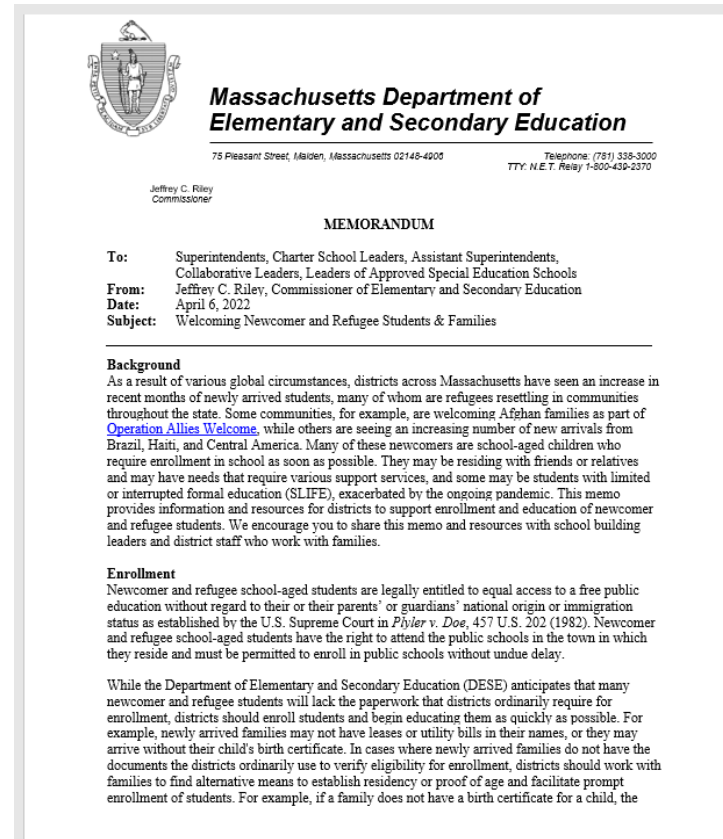 Massachusetts Department of
Elementary and Secondary Education
75 Pleasant Street, Malden, Massachusetts 02148-4906
Telephone: (781) 338-3000
TTY: N.E.T. Relay 1-800-439-2370
Jeffrey C. Riley
Commissioner
MEMORANDUM
To: Superintendents, Charter School Leaders, Assistant Superintendents,
Collaborative Leaders, Leaders of Approved Special Education Schools
From: Jeffrey C. Riley, Commissioner of Elementary and Secondary Education
Date: April 6, 2022
Subject: Welcoming Newcomer and Refugee Students & Families
Background
As a result of various global circumstances, districts across Massachusetts have seen an increase in
recent months of newly arrived students, many of whom are refugees resettling in communities
throughout the state. Some communities, for example, are welcoming Afghan families as part of
Operation Allies Welcome, while others are seeing an increasing number of new arrivals from
Brazil, Haiti, and Central America. Many of these newcomers are school-aged children who
require enrollment in school as soon as possible. They may be residing with friends or relatives
and may have needs that require various support services, and some may be students with limited
or interrupted formal education (SLIFE), exacerbated by the ongoing pandemic. This memo
provides information and resources for districts to support enrollment and education of newcomer
and refugee students. We encourage you to share this memo and resources with school building
leaders and district staff who work with families.
Enrollment
Newcomer and refugee school-aged students are legally entitled to equal access to a free public
education without regard to their or their parents' or guardians' national origin or immigration
status as established by the U.S. Supreme Court in Plyler v. Doe, 457 U.S. 202 (1982). Newcomer
and refugee school-aged students have the right to attend the public schools in the town in which
they reside and must be permitted to enroll in public schools without undue delay.
While the Department of Elementary and Secondary Education (DESE) anticipates that many
newcomer and refugee students will lack the paperwork that districts ordinarily require for
enrollment, districts should enroll students and begin educating them as quickly as possible. For
example, newly arrived families may not have leases or utility bills in their names, or they may
arrive without their child's birth certificate. In cases where newly arrived families do not have the
documents the districts ordinarily use to verify eligibility for enrollment, districts should work with
families to find alternative means to establish residency or proof of age and facilitate prompt
enrollment of students. For example, if a family does not have a birth certificate for a child, the